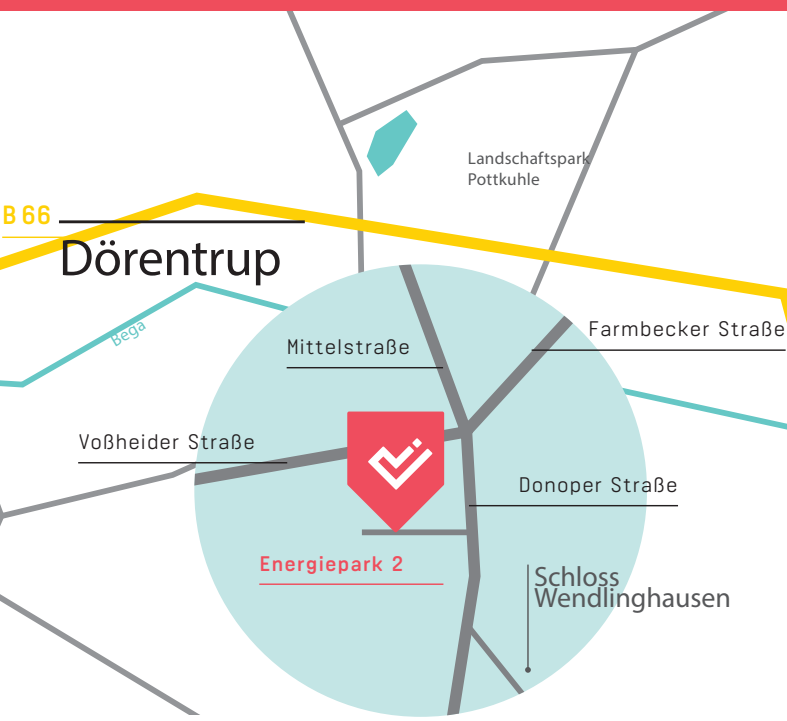 Landschaftspark
Pottkuhle
B 66
Dörentrup
Bega
Mittelstraße
Farmbecker Straße
Voßheider Straße
Donoper Straße
Energiepark 2
Schloss
Wendlinghausen